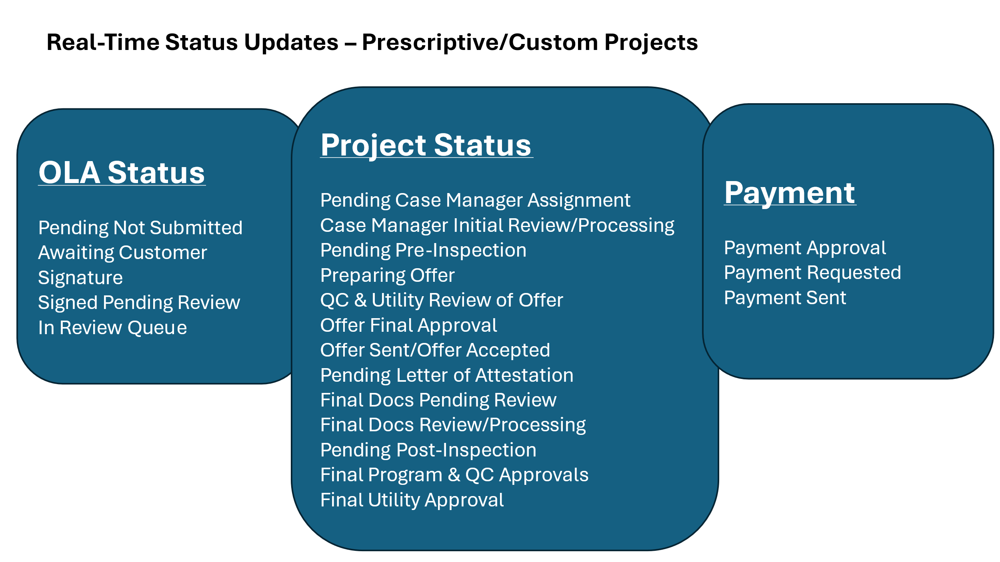 Real-Time Status Updates – Prescriptive/Custom Projects
OLA Status
Pending Not Submitted
Awaiting Customer
Signature
Signed Pending Review
In Review Queue
Project Status
Pending Case Manager Assignment
Case Manager Initial Review/Processing
Pending Pre-Inspection
Preparing Offer
QC & Utility Review of Offer
Offer Final Approval
Offer Sent/Offer Accepted
Pending Letter of Attestation
Final Docs Pending Review
Final Docs Review/Processing
Pending Post-Inspection
Final Program & QC Approvals
Final Utility Approval
Payment
Payment Approval
Payment Requested
Payment Sent